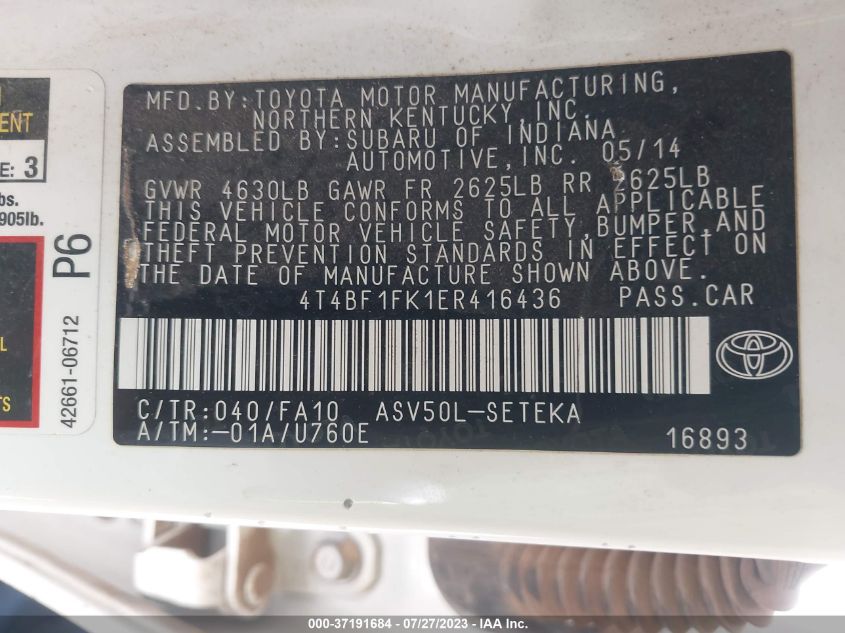 MFD.BY:TOYOTA MOTOR MANUFACTURING,
NORTHERN KENTUCKY,INC.
ASSEMBLED BY:SUBARU OF INDIANA
AUTOMOTIVE,INC. 05/14
GVWR 4630LB GAWR FR 2625LB RR 2625LB
THIS VEHICLE CONFORMS TO ALL APPLICABLE
FEDERAL MOTOR VEHICLE SAFETY,BUMPER,AND
THEFT PREVENTION STANDARDS IN EFFECT ON
THE DATE OF MANUFACTURE SHOWN ABOVE.
4T4BF1FK1ER416436 PASS.CAR
C/TR:040/FA10 ASV50L-SETEKA
A/TM:-01A/U760E
16893
E: 3
905lb.
P6
42661-06712
000-37191684 - 07/27/2023 - IAA Inc.